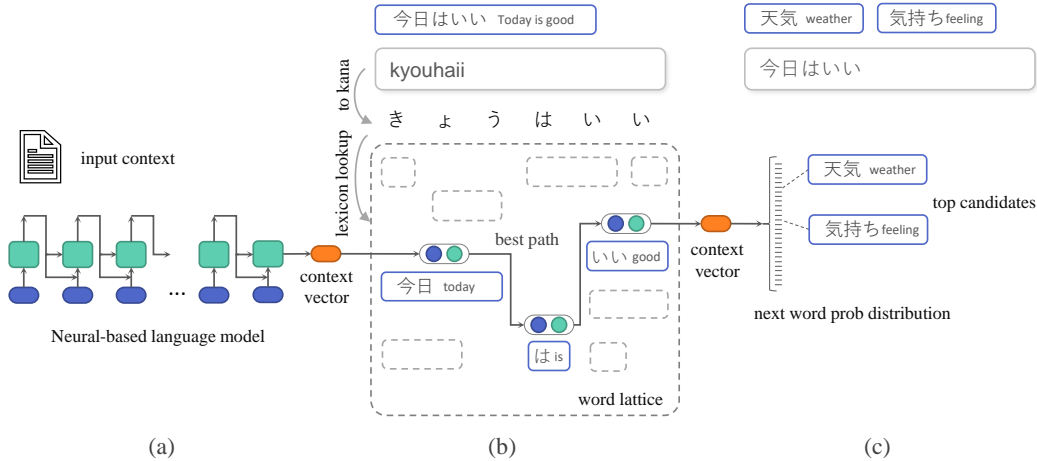 今日はいい Today is good
天気 weather
気持ち feeling
kyouhaii
今日はいい
to kana
き ょ う は い い
input context
lexicon lookup
天気 weather
top candidates
気持ち feeling
best path
いい good
context
vector
今日 today
context
vector
...
は is
next word prob distribution
Neural-based language model
word lattice
(a)
(b)
(c)